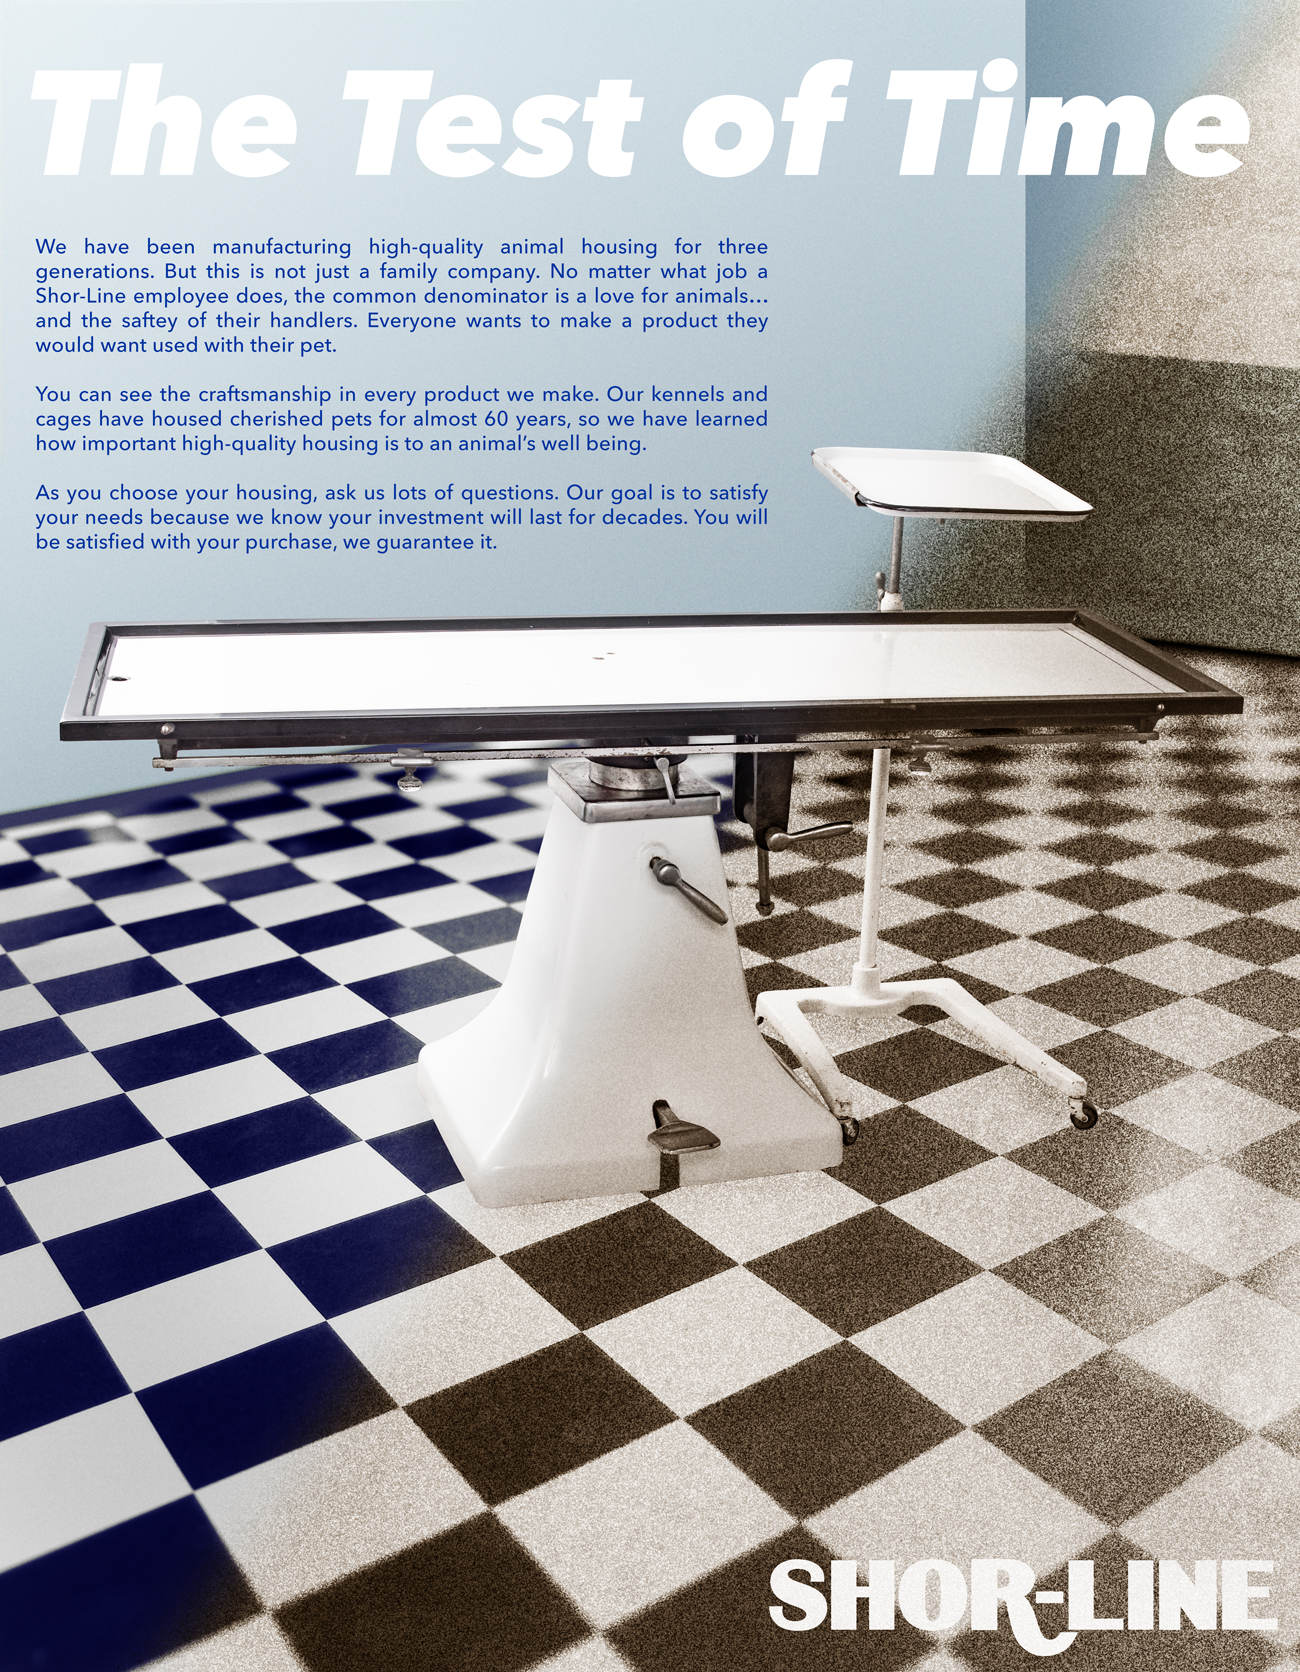 The Test of Time
We have been manufacturing high-quality animal housing for three
generations. But this is not just a family company. No matter what job a
Shor-Line employee does, the common denominator is a love for animals…
and the saftey of their handlers. Everyone wants to make a product they
would want used with their pet.
You can see the craftsmanship in every product we make. Our kennels and
cages have housed cherished pets for almost 60 years, so we have learned
how important high-quality housing is to an animal’s well being.
As you choose your housing, ask us lots of questions. Our goal is to satisfy
your needs because we know your investment will last for decades. You will
be satisfied with your purchase, we guarantee it.
SHOR-LINE